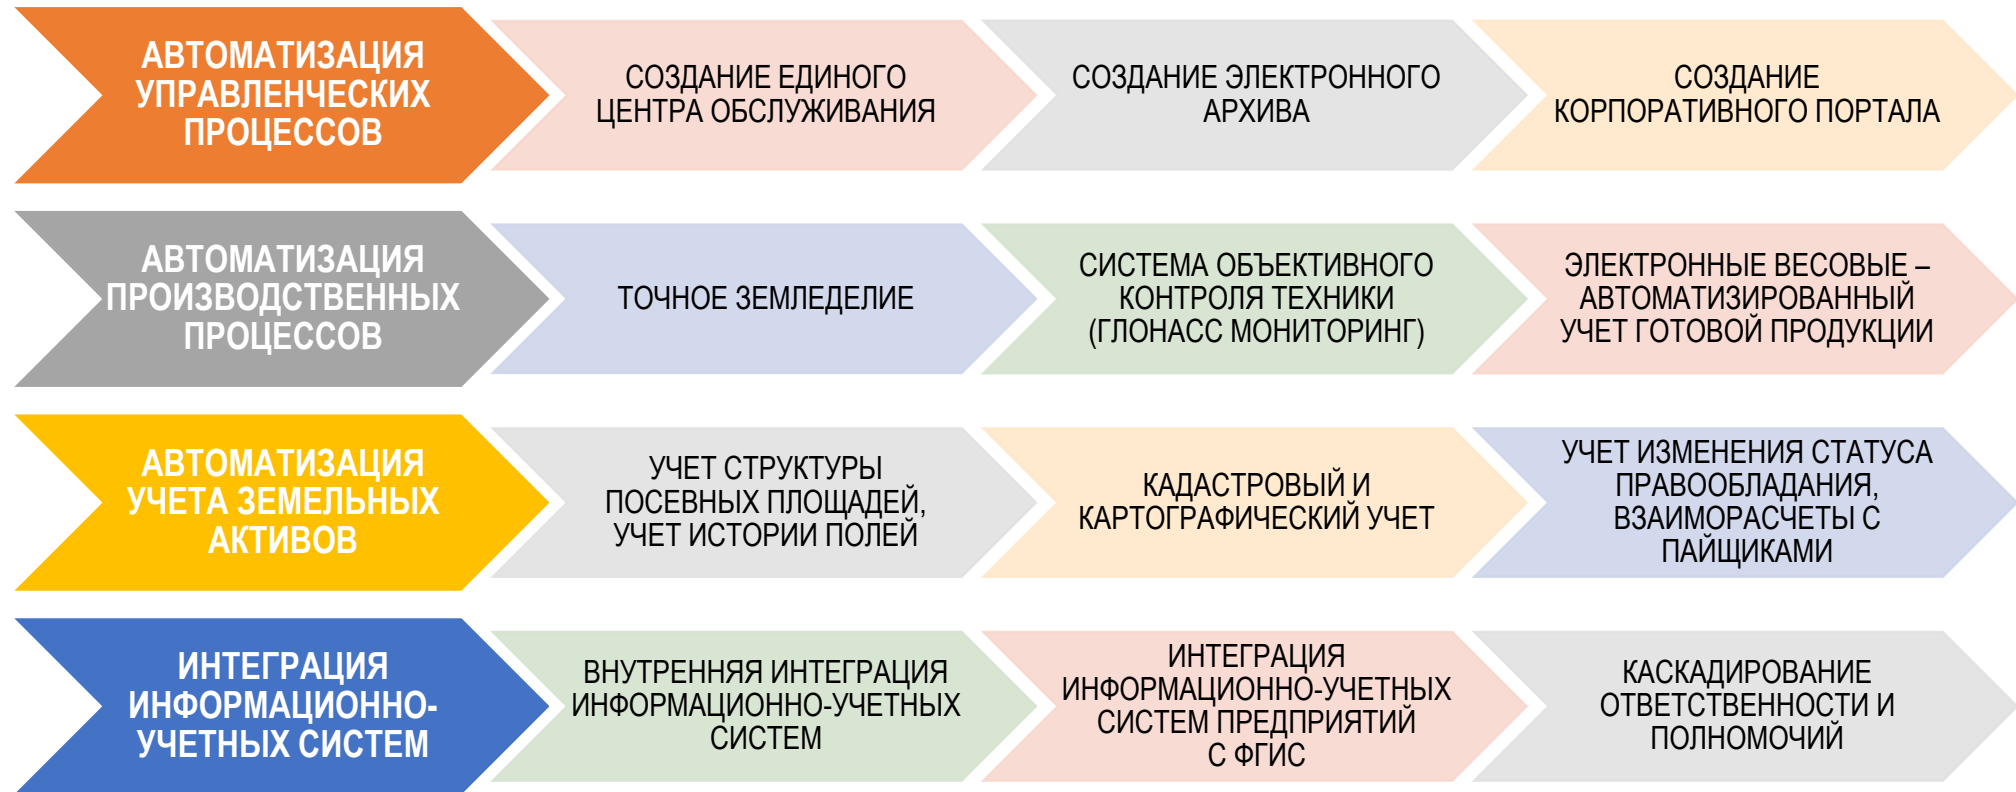 АВТОМАТИЗАЦИЯ
УПРАВЛЕНЧЕСКИХ
ПРОЦЕССОВ
СОЗДАНИЕ ЕДИНОГО
ЦЕНТРА ОБСЛУЖИВАНИЯ
СОЗДАНИЕ ЭЛЕКТРОННОГО
АРХИВА
СОЗДАНИЕ
КОРПОРАТИВНОГО ПОРТАЛА
АВТОМАТИЗАЦИЯ
ПРОИЗВОДСТВЕННЫХ
ПРОЦЕССОВ
ТОЧНОЕ ЗЕМЛЕДЕЛИЕ
СИСТЕМА ОБЪЕКТИВНОГО
КОНТРОЛЯ ТЕХНИКИ
(ГЛОНАСС МОНИТОРИНГ)
ЭЛЕКТРОННЫЕ ВЕСОВЫЕ –
АВТОМАТИЗИРОВАННЫЙ
УЧЕТ ГОТОВОЙ ПРОДУКЦИИ
АВТОМАТИЗАЦИЯ
УЧЕТА ЗЕМЕЛЬНЫХ
АКТИВОВ
УЧЕТ СТРУКТУРЫ
ПОСЕВНЫХ ПЛОЩАДЕЙ,
УЧЕТ ИСТОРИИ ПОЛЕЙ
КАДАСТРОВЫЙ И
КАРТОГРАФИЧЕСКИЙ УЧЕТ
УЧЕТ ИЗМЕНЕНИЯ СТАТУСА
ПРАВООБЛАДАНИЯ,
ВЗАИМОРАСЧЕТЫ С
ПАЙЩИКАМИ
ИНТЕГРАЦИЯ
ИНФОРМАЦИОННО-
УЧЕТНЫХ СИСТЕМ
ВНУТРЕННЯЯ ИНТЕГРАЦИЯ
ИНФОРМАЦИОННО-УЧЕТНЫХ
СИСТЕМ
ИНТЕГРАЦИЯ
ИНФОРМАЦИОННО-УЧЕТНЫХ
СИСТЕМ ПРЕДПРИЯТИЙ
С ФГИС
КАСКАДИРОВАНИЕ
ОТВЕТСТВЕННОСТИ И
ПОЛНОМОЧИЙ